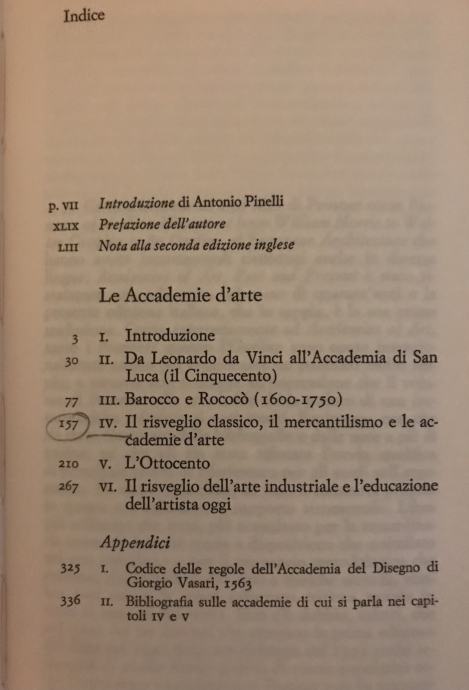 Indice
p. VII Introduzione di Antonio Pinelli
XLIX Prefazione dell'autore
LIII Nota alla seconda edizione inglese
Le Accademie d'arte
3 I. Introduzione
30 II. Da Leonardo da Vinci all'Accademia di San
Luca (il Cinquecento)
77 III. Barocco e Rococò (1600-1750)
157 IV. Il risveglio classico, il mercantilismo e le ac-
cademie d'arte
210 V. L'Ottocento
267 VI. Il risveglio dell'arte industriale e l'educazione
dell'artista oggi
Appendici
325 I. Codice delle regole dell'Accademia del Disegno di
Giorgio Vasari, 1563
336 II. Bibliografia sulle accademie di cui si parla nei capi-
toli IV e V